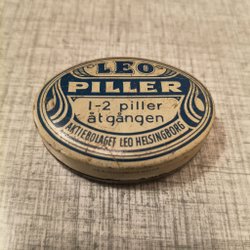 LEO
PILLER
1-2 piller
åt gången
AKTIEBOLAGET LEO HELSINGBORG